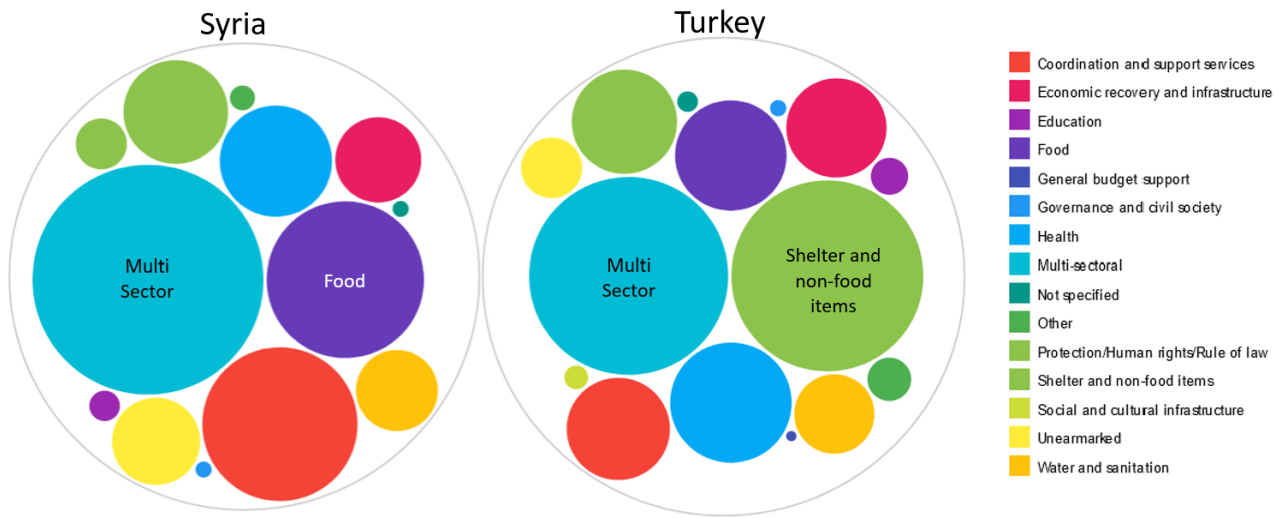 Syria
Turkey
Multi
Sector
Food
Multi
Sector
Shelter and
non-food
items
Coordination and support services
Economic recovery and infrastructure
Education
Food
General budget support
Governance and civil society
Health
Multi-sectoral
Not specified
Other
Protection/Human rights/Rule of law
Shelter and non-food items
Social and cultural infrastructure
Unearmarked
Water and sanitation